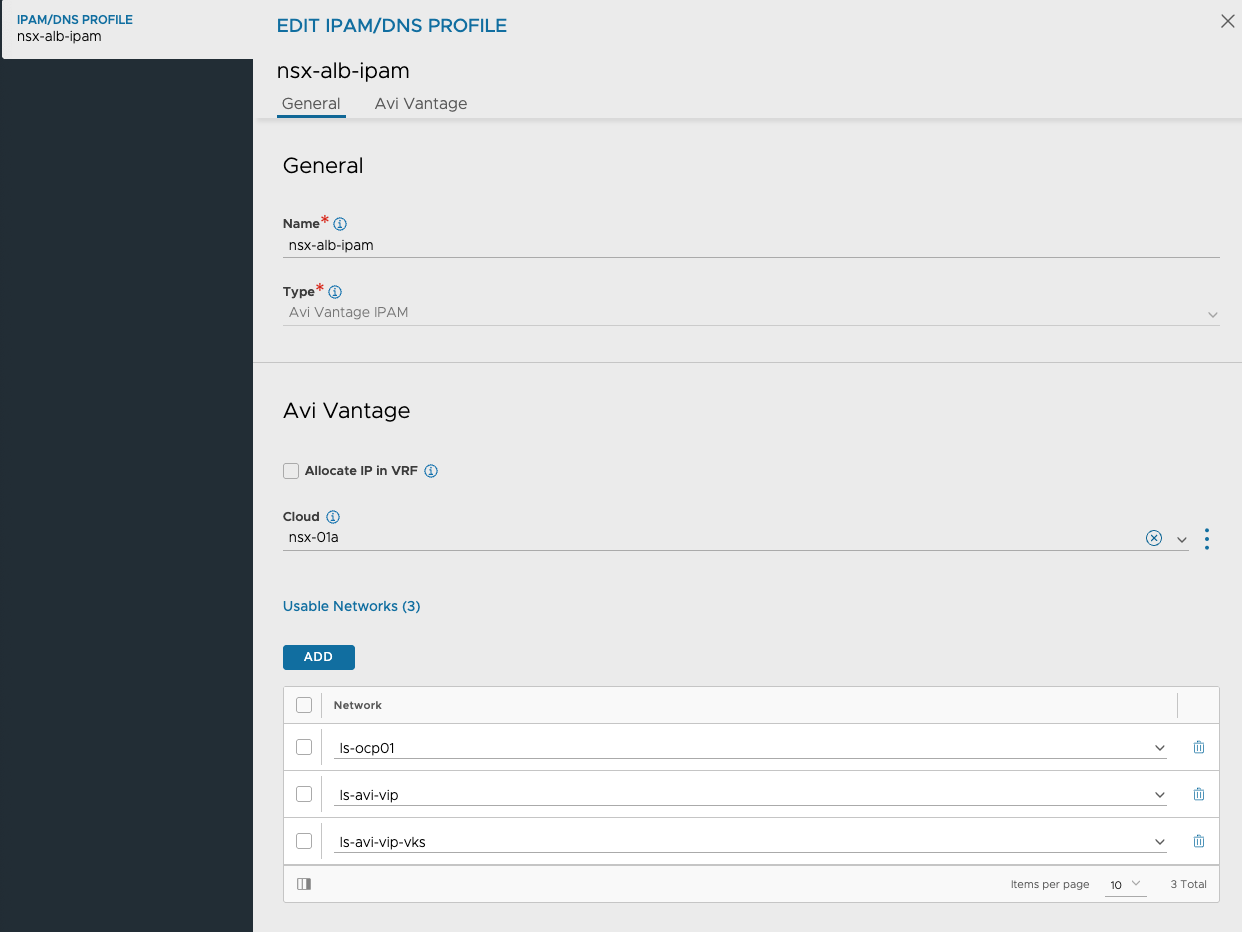 IPAM/DNS PROFILE
nsx-alb-ipam
EDIT IPAM/DNS PROFILE
nsx-alb-ipam
General Avi Vantage
General
Name*
nsx-alb-ipam
Type*
Avi Vantage IPAM
Avi Vantage
Allocate IP in VRF
Cloud
nsx-01a
Usable Networks (3)
ADD
Network
ls-ocp01
ls-avi-vip
ls-avi-vip-vks
Items per page 10 3 Total